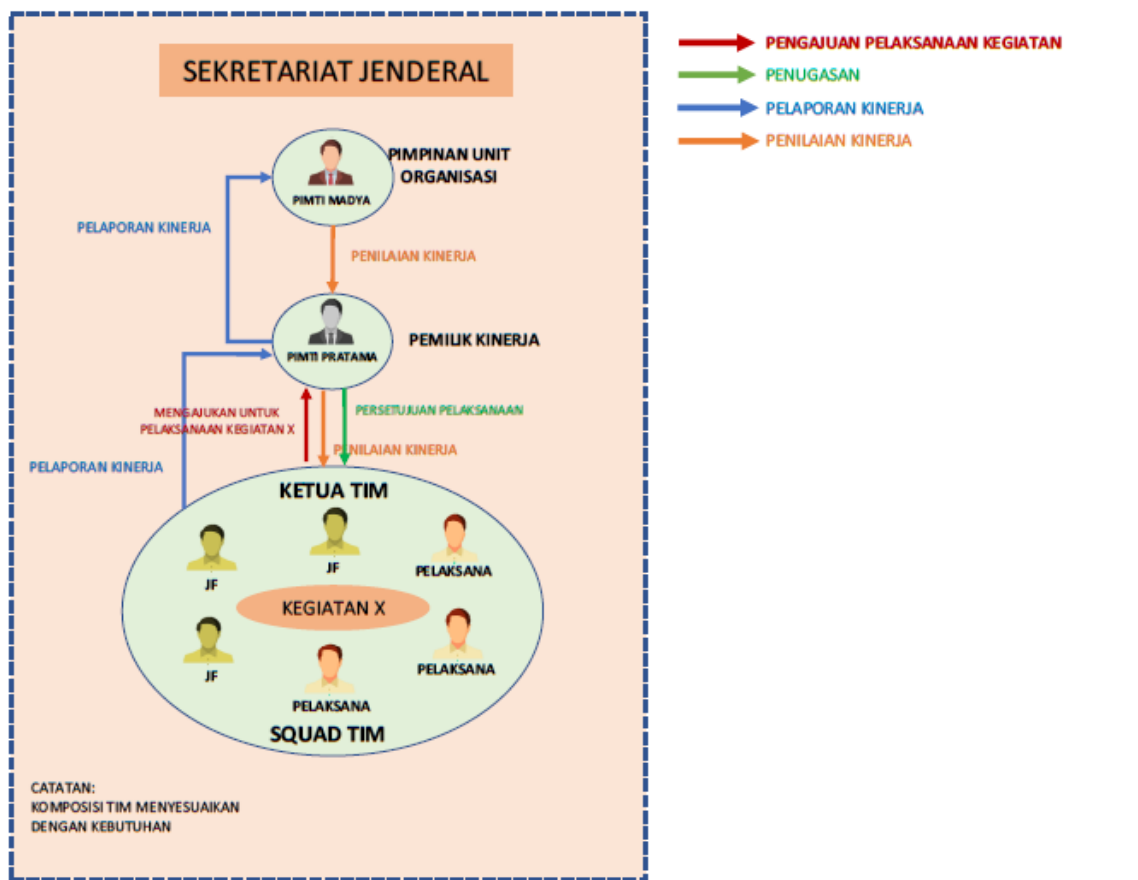 SEKRETARIAT JENDERAL
PENGAJUAN PELAKSANAAN KEGIATAN
PENUGASAN
PELAPORAN KINERJA
PENILAIAN KINERJA
PIMPINAN UNIT
ORGANISASI
PIMTI MADYA
PELAPORAN KINERJA
PENILAIAN KINERJA
PEMILIK KINERJA
PIMTI PRATAMA
MENGAJUKAN UNTUK
PELAKSANAAN KEGIATAN X
PERSETUJUAN PELAKSANAAN
PENILAIAN KINERJA
PELAPORAN KINERJA
KETUA TIM
JF
JF
PELAKSANA
KEGIATAN X
JF
PELAKSANA
PELAKSANA
SQUAD TIM
CATATAN:
KOMPOSISI TIM MENYESUAIKAN
DENGAN KEBUTUHAN